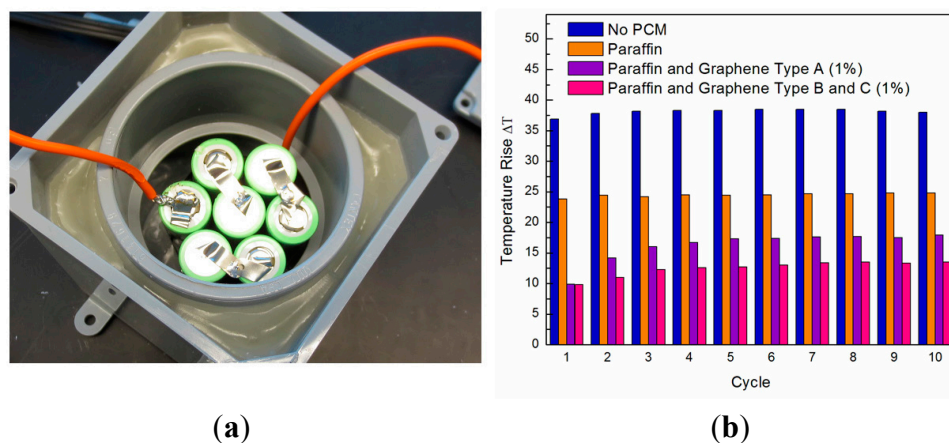 No PCM
Paraffin
Paraffin and Graphene Type A (1%)
Paraffin and Graphene Type B and C (1%)
Temperature Rise ΔT
50
45
40
35
30
25
20
15
10
5
0
1 2 3 4 5 6 7 8 9 10
Cycle
(a) (b)